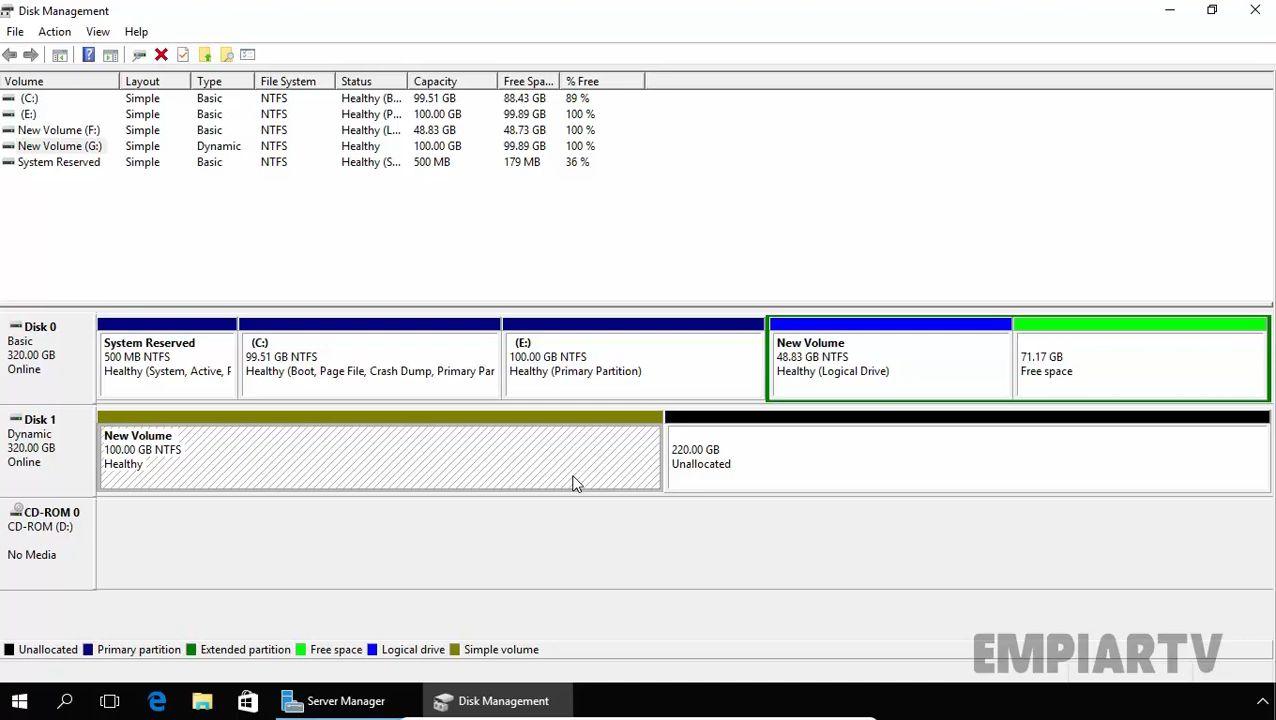 Disk Management
File Action View Help
Volume Layout Type File System Status Capacity Free Spa... % Free
(C:) Simple Basic NTFS Healthy (B... 99.51 GB 88.43 GB 89 %
(E:) Simple Basic NTFS Healthy (P... 100.00 GB 99.89 GB 100 %
New Volume (F:) Simple Basic NTFS Healthy (L... 48.83 GB 48.73 GB 100 %
New Volume (G:) Simple Dynamic NTFS Healthy 100.00 GB 99.89 GB 100 %
System Reserved Simple Basic NTFS Healthy (S... 500 MB 179 MB 36 %
Disk 0
Basic
320.00 GB
Online
System Reserved
500 MB NTFS
Healthy (System, Active, F
(C:)
99.51 GB NTFS
Healthy (Boot, Page File, Crash Dump, Primary Par
(E:)
100.00 GB NTFS
Healthy (Primary Partition)
New Volume
48.83 GB NTFS
Healthy (Logical Drive)
71.17 GB
Free space
Disk 1
Dynamic
320.00 GB
Online
New Volume
100.00 GB NTFS
Healthy
220.00 GB
Unallocated
CD-ROM 0
CD-ROM (D:)
No Media
Unallocated Primary partition Extended partition Free space Logical drive Simple volume
EMPIARTV
Server Manager Disk Management